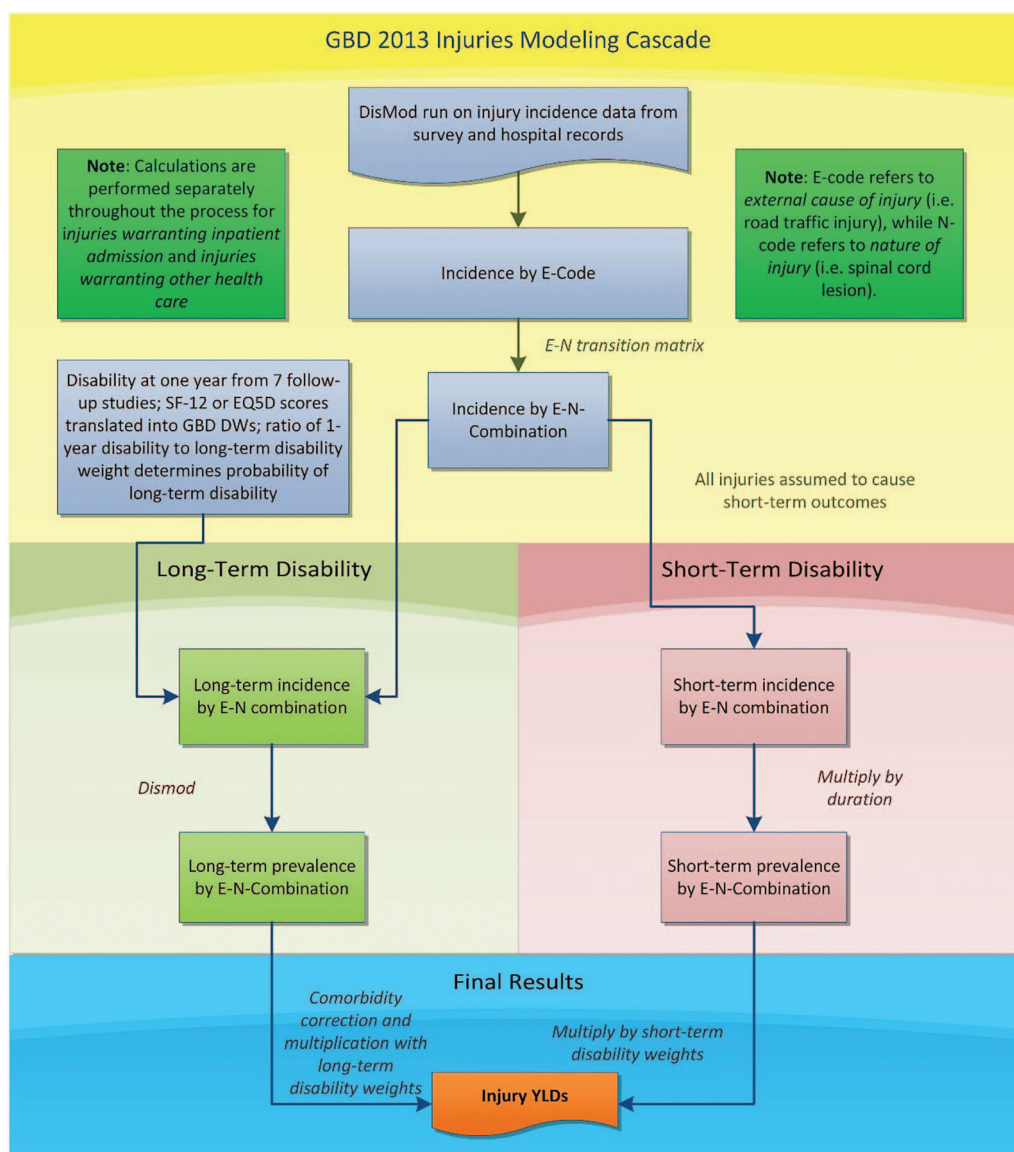 GBD 2013 Injuries Modeling Cascade
DisMod run on injury incidence data from
survey and hospital records
Note: Calculations are
performed separately
throughout the process for
injuries warranting inpatient
admission and injuries
warranting other health
care
Note: E-code refers to
external cause of injury
(i.e. road traffic injury), while N-
code refers to nature of
injury (i.e. spinal cord
lesion).
Incidence by E-Code
E-N transition matrix
Disability at one year from 7 follow-
up studies; SF-12 or EQ5D scores
translated into GBD DWs; ratio of 1-
year disability to long-term disability
weight determines probability of
long-term disability
Incidence by E-N-
Combination
All injuries assumed to cause
short-term outcomes
Long-Term Disability
Short-Term Disability
Long-term incidence
by E-N combination
Short-term incidence
by E-N combination
Dismod
Multiply by
duration
Long-term prevalence
by E-N-Combination
Short-term prevalence
by E-N-Combination
Final Results
Comorbidity
correction and
multiplication with
long-term
disability weights
Multiply by short-term
disability weights
Injury YLDs